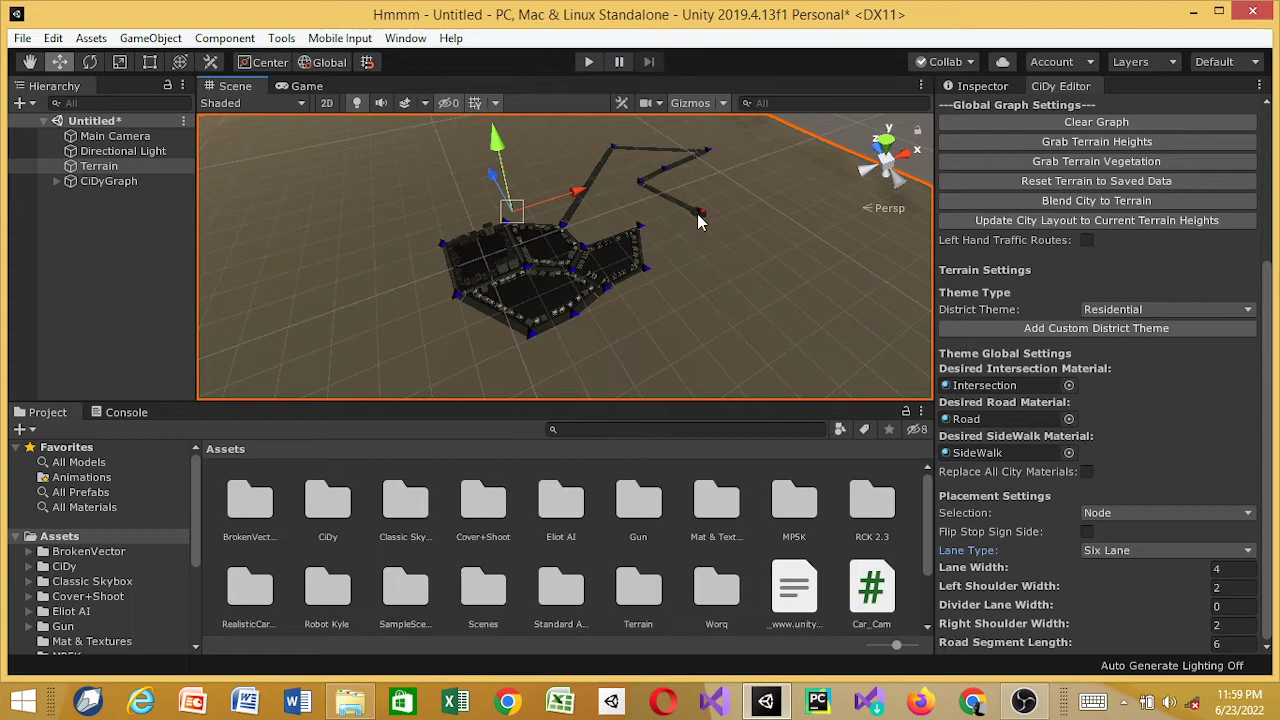 Hmmm - Untitled - PC, Mac & Linux Standalone - Unity 2019.4.13f1 Personal* <DX11>
File Edit Assets GameObject Component Tools Mobile Input Window Help
Center Global Collab Account Layers Default
Hierarchy
All
Untitled*
Main Camera
Directional Light
Terrain
CiDyGraph
Scene Game
Shaded 2D 0 Gizmos All
y
z
x
Persp
Inspector CiDy Editor
---Global Graph Settings---
Clear Graph
Grab Terrain Heights
Grab Terrain Vegetation
Reset Terrain to Saved Data
Blend City to Terrain
Update City Layout to Current Terrain Heights
Left Hand Traffic Routes:
Terrain Settings
Theme Type
District Theme: Residential
Add Custom District Theme
Theme Global Settings
Desired Intersection Material:
Intersection
Desired Road Material:
Road
Desired SideWalk Material:
SideWalk
Replace All City Materials:
Placement Settings
Selection: Node
Flip Stop Sign Side:
Lane Type: Six Lane
Lane Width: 4
Left Shoulder Width: 2
Divider Lane Width: 0
Right Shoulder Width: 2
Road Segment Length: 6
Auto Generate Lighting Off
Project Console
8
Favorites
All Models
Animations
All Prefabs
All Materials
Assets
BrokenVector
CiDy
Classic Skybox
Cover+Shoot
Eliot AI
Gun
Mat & Textures
Assets
BrokenVect... CiDy Classic Sky... Cover+Shoot Eliot AI Gun Mat & Text... MP5K RCK 2.3
RealisticCar... Robot Kyle SampleSce... Scenes Standard A... Terrain Worq _www.unity... Car_Cam
11:59 PM
6/23/2022